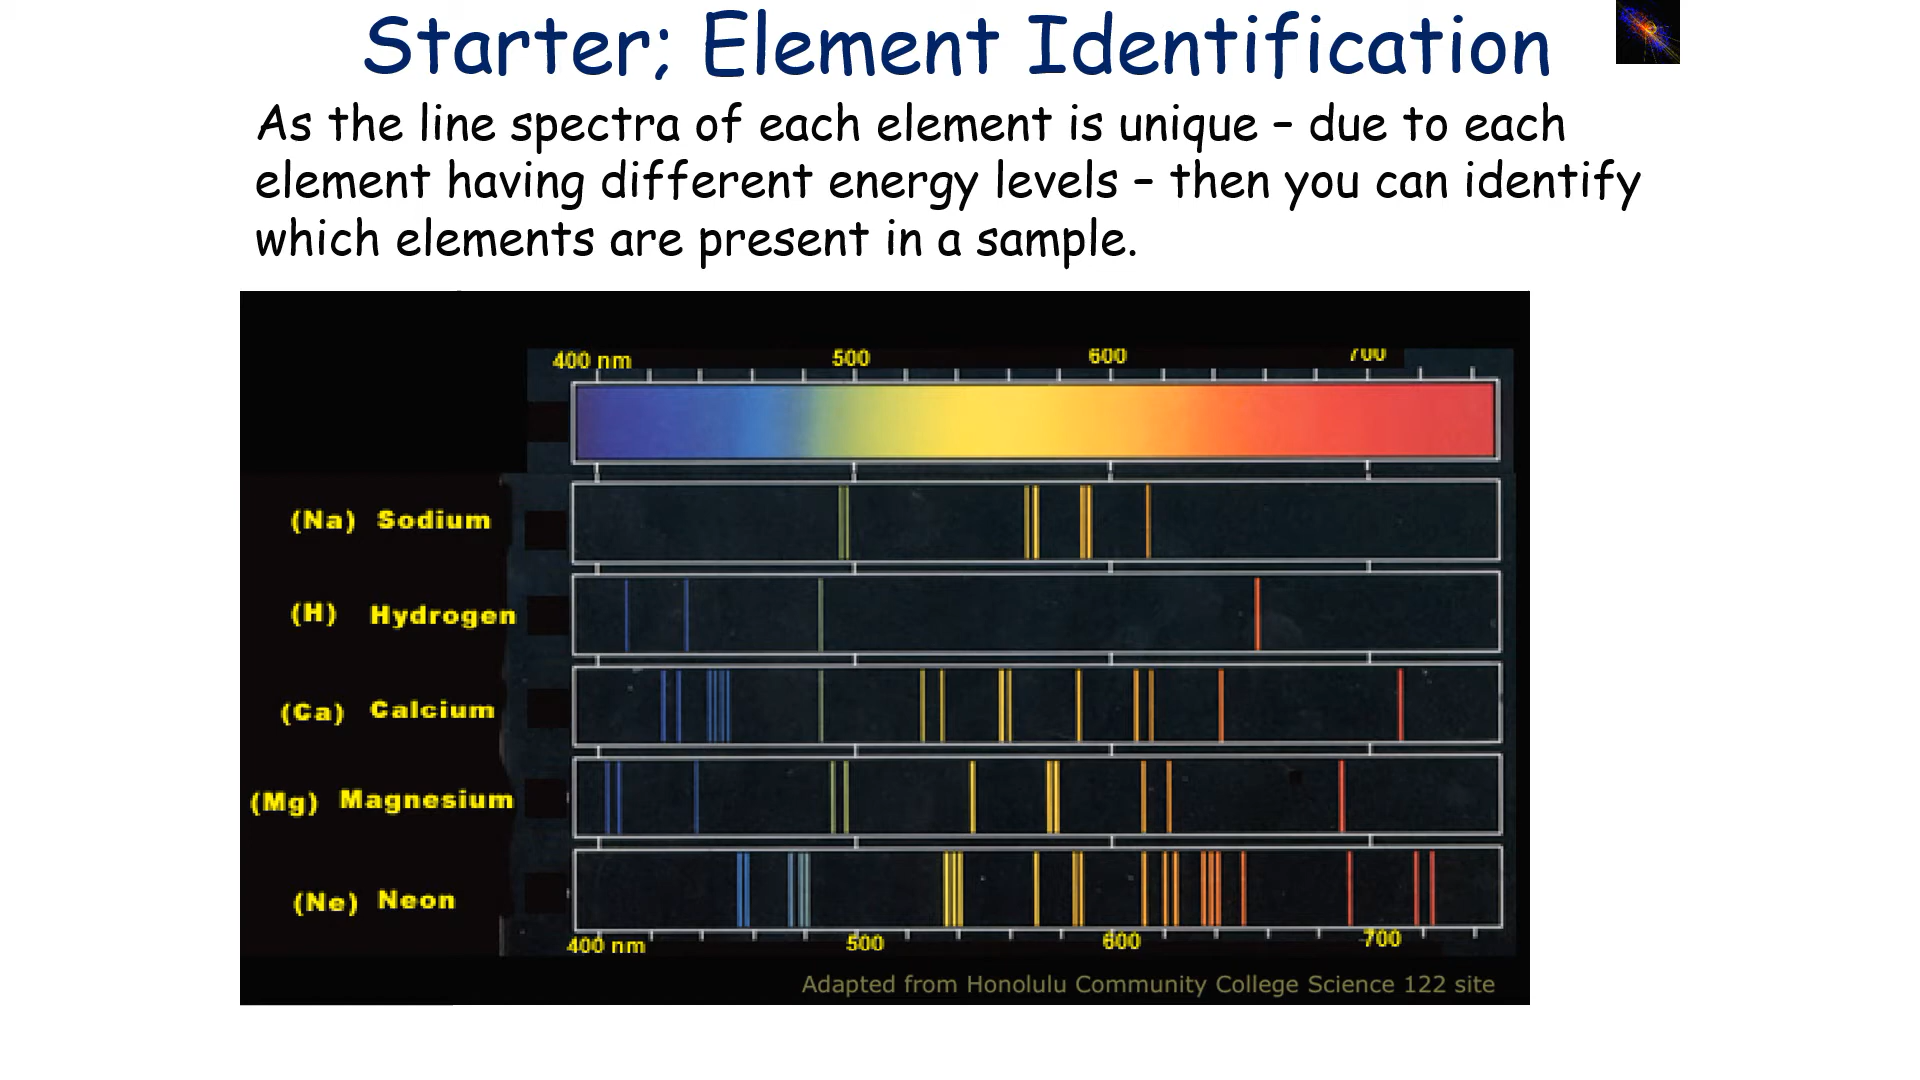 Starter; Element Identification
As the line spectra of each element is unique – due to each
element having different energy levels – then you can identify
which elements are present in a sample.
400 nm 500 600 700
(Na) Sodium
(H) Hydrogen
(Ca) Calcium
(Mg) Magnesium
(Ne) Neon
400 nm 500 600 700
Adapted from Honolulu Community College Science 122 site